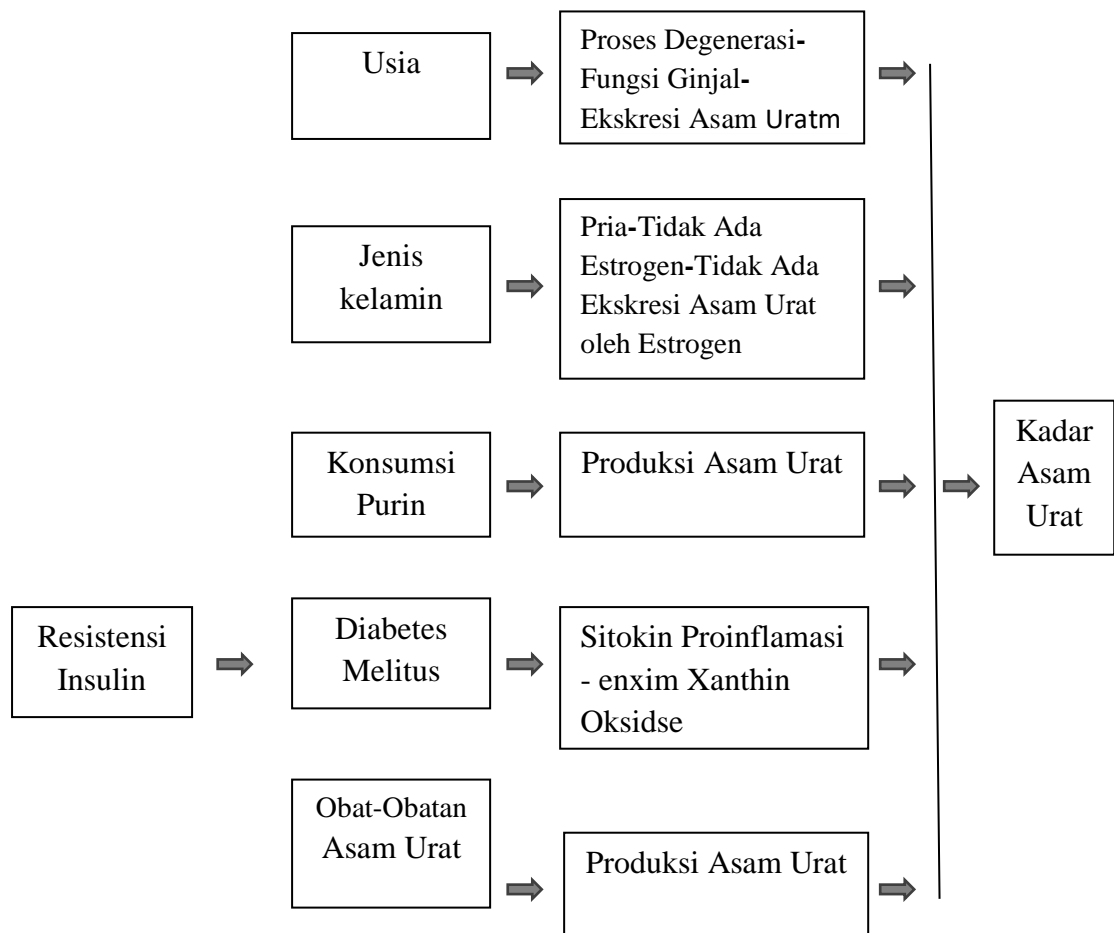 Usia
Proses Degenerasi-
Fungsi Ginjal-
Ekskresi Asam Uratm
Jenis
kelamin
Pria-Tidak Ada
Estrogen-Tidak Ada
Ekskresi Asam Urat
oleh Estrogen
Konsumsi
Purin
Produksi Asam Urat
Kadar
Asam
Urat
Resistensi
Insulin
Diabetes
Melitus
Sitokin Proinflamasi
- enxim Xanthin
Oksidse
Obat-Obatan
Asam Urat
Produksi Asam Urat